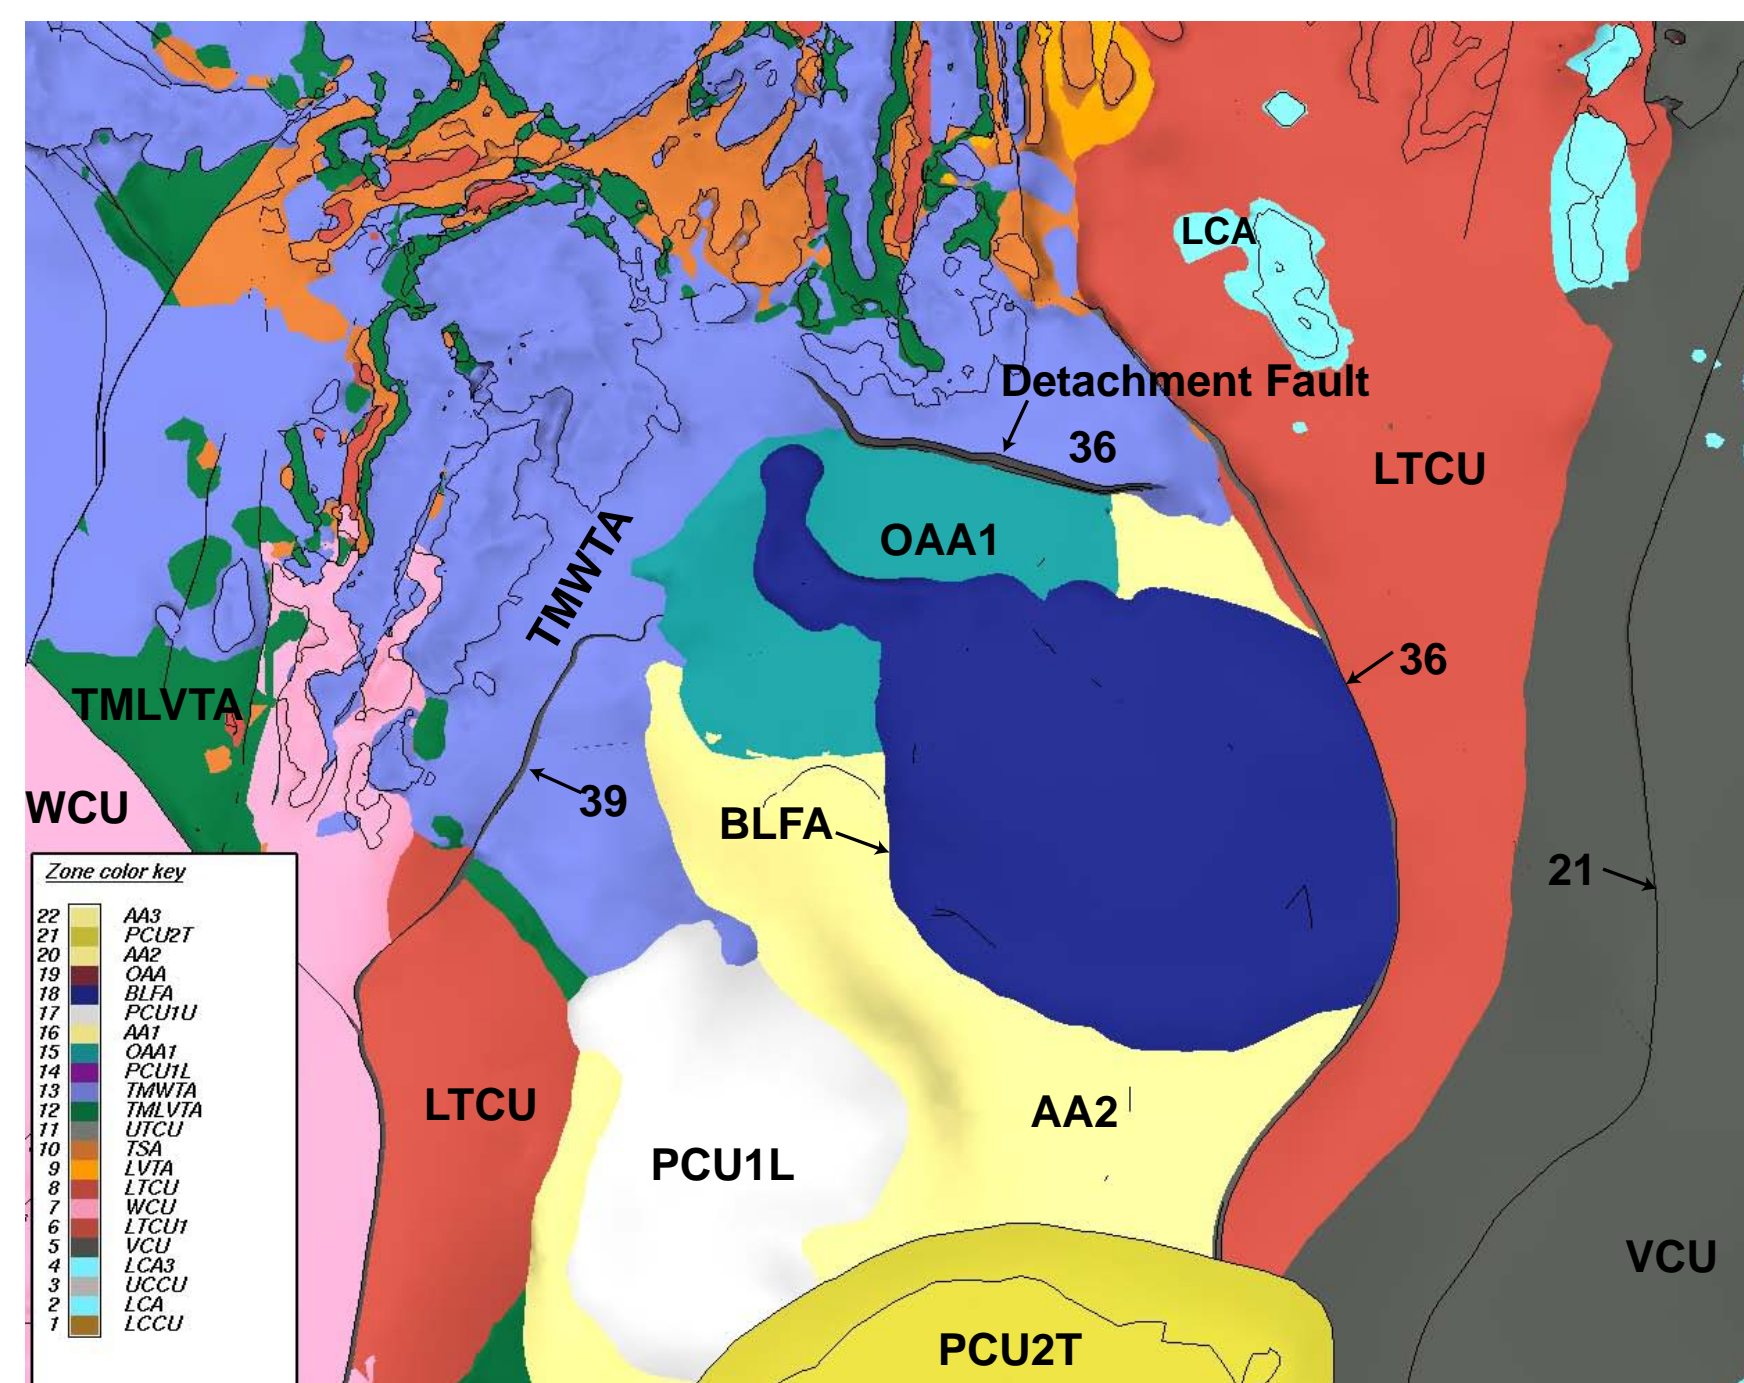 LCA
Detachment Fault
36
LTCU
OAA1
TMWTA
36
TMLVTA
39
WCU
BLFA
21
Zone color key
22 AA3
21 PCU2T
20 AA2
19 OAA
18 BLFA
17 PCU1U
16 AA1
15 OAA1
14 PCU1L
13 TMWTA
12 TMLVTA
11 UTCU
10 TSA
9 LVTA
8 LTCU
7 WCU
6 LTCU1
5 VCU
4 LCA3
3 UCCU
2 LCA
1 LCCU
LTCU
AA2
PCU1L
VCU
PCU2T